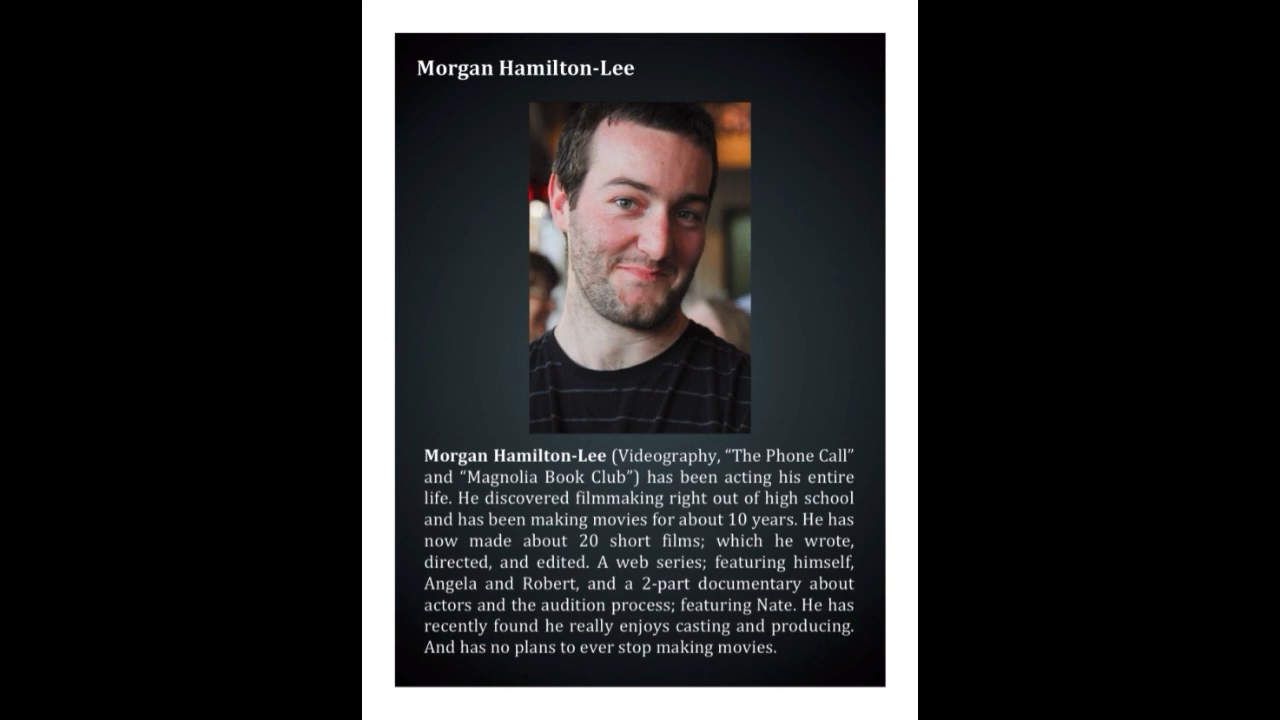 Morgan Hamilton-Lee
Morgan Hamilton-Lee (Videography, “The Phone Call”
and “Magnolia Book Club”) has been acting his entire
life. He discovered filmmaking right out of high school
and has been making movies for about 10 years. He has
now made about 20 short films; which he wrote,
directed, and edited. A web series; featuring himself,
Angela and Robert, and a 2-part documentary about
actors and the audition process; featuring Nate. He has
recently found he really enjoys casting and producing.
And has no plans to ever stop making movies.